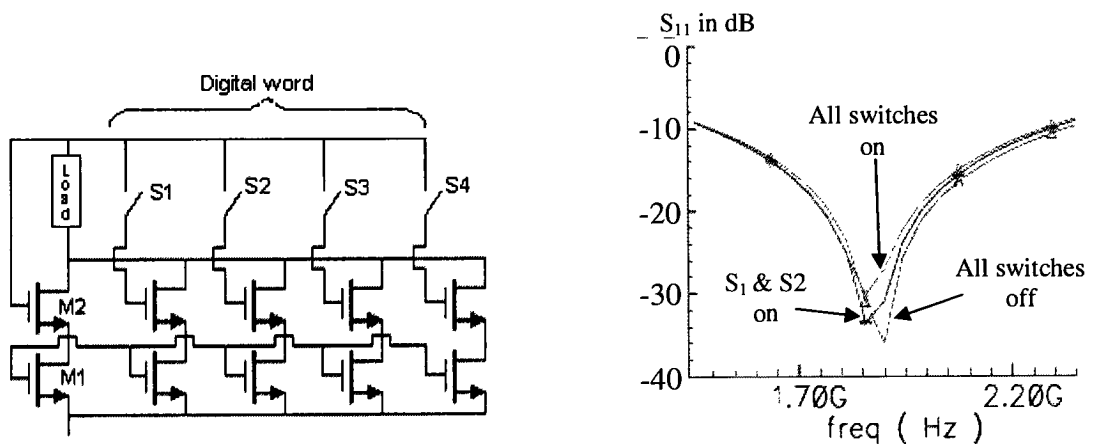 Digital word
Load
S1
S2
S3
S4
M2
M1
S11 in dB
0
-10
-20
-30
-40
All switches
on
S1 & S2
on
All switches
off
1.70G
2.20G
freq ( Hz )